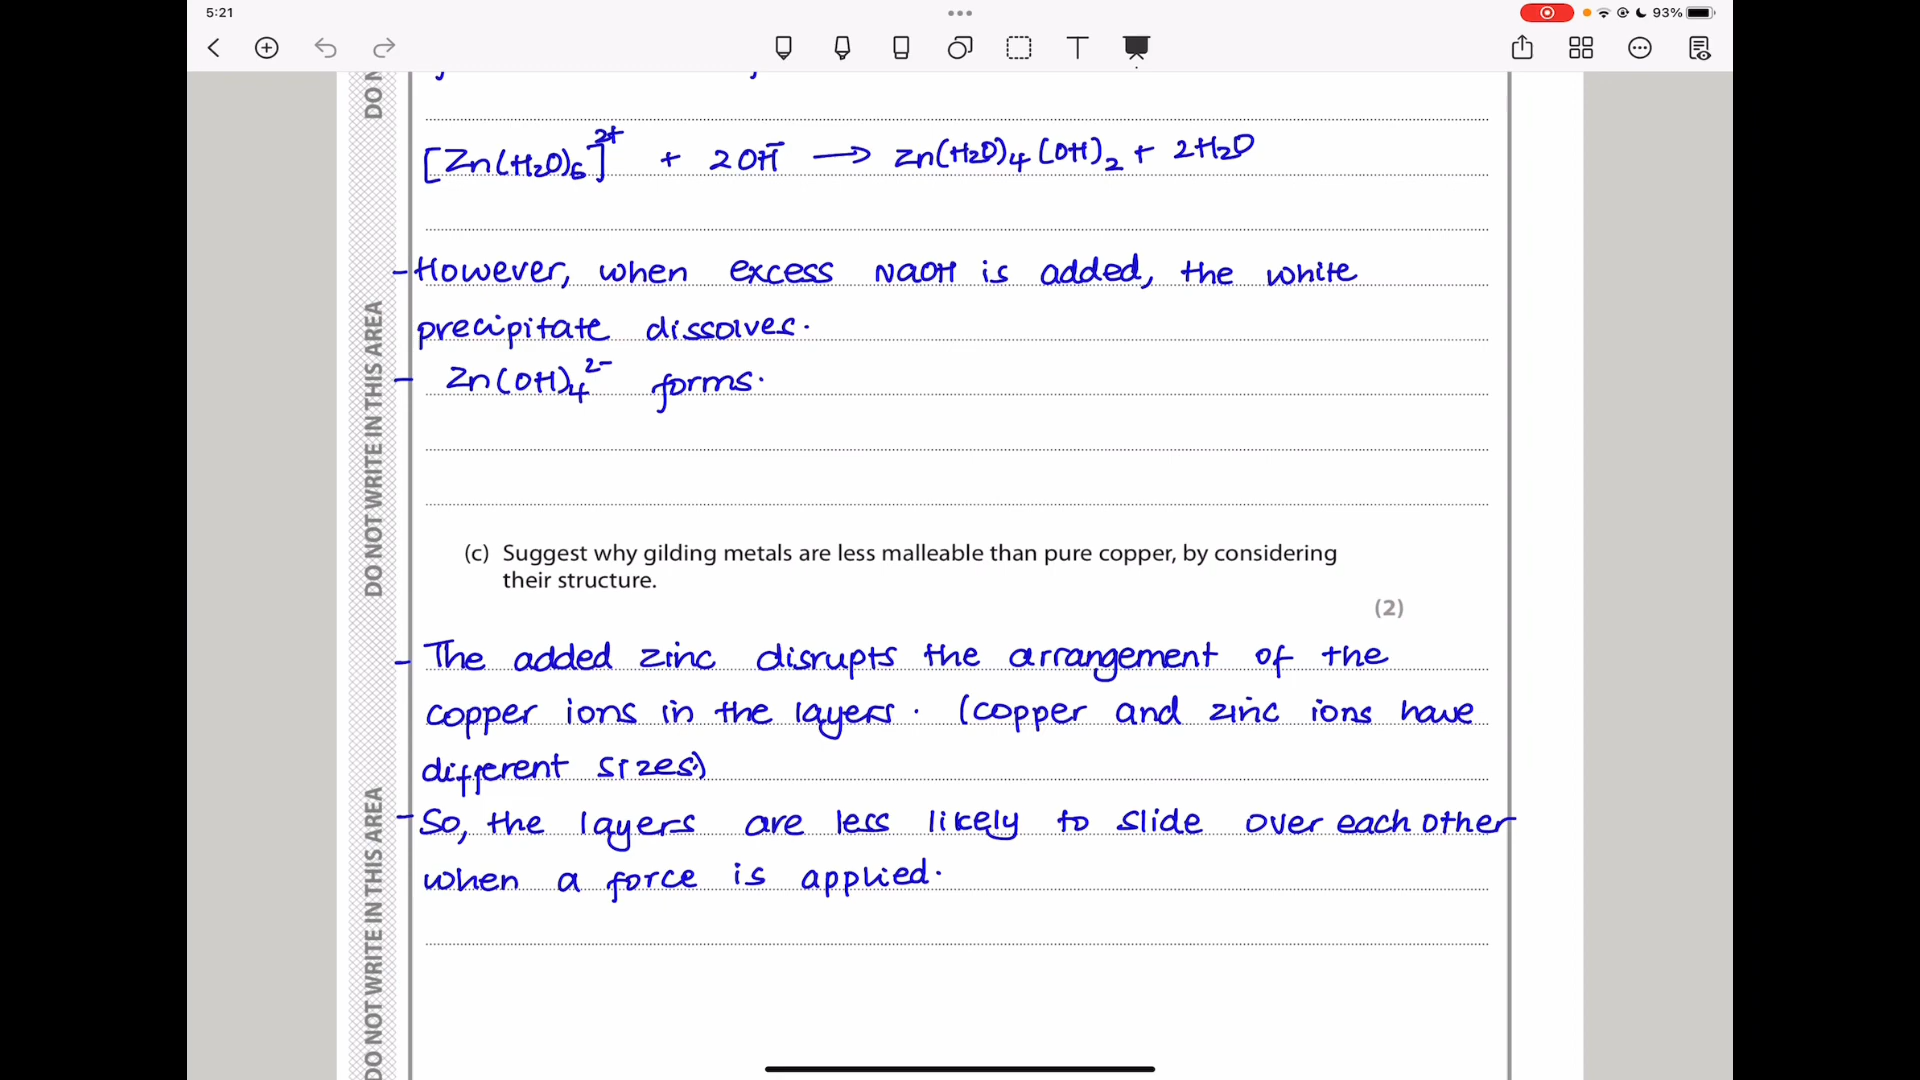 5:21
93%
DO N
[Zn(H₂O)₆]²⁺ + 2OH⁻ → Zn(H₂O)₄(OH)₂ + 2H₂O
- However, when excess NaOH is added, the white
precipitate dissolves.
- Zn(OH)₄²⁻ forms.
DO NOT WRITE IN THIS AREA
(c) Suggest why gilding metals are less malleable than pure copper, by considering
their structure.
(2)
- The added zinc disrupts the arrangement of the
copper ions in the layers. (copper and zinc ions have
different sizes.)
- So, the layers are less likely to slide over each other
when a force is applied.
DO NOT WRITE IN THIS AREA